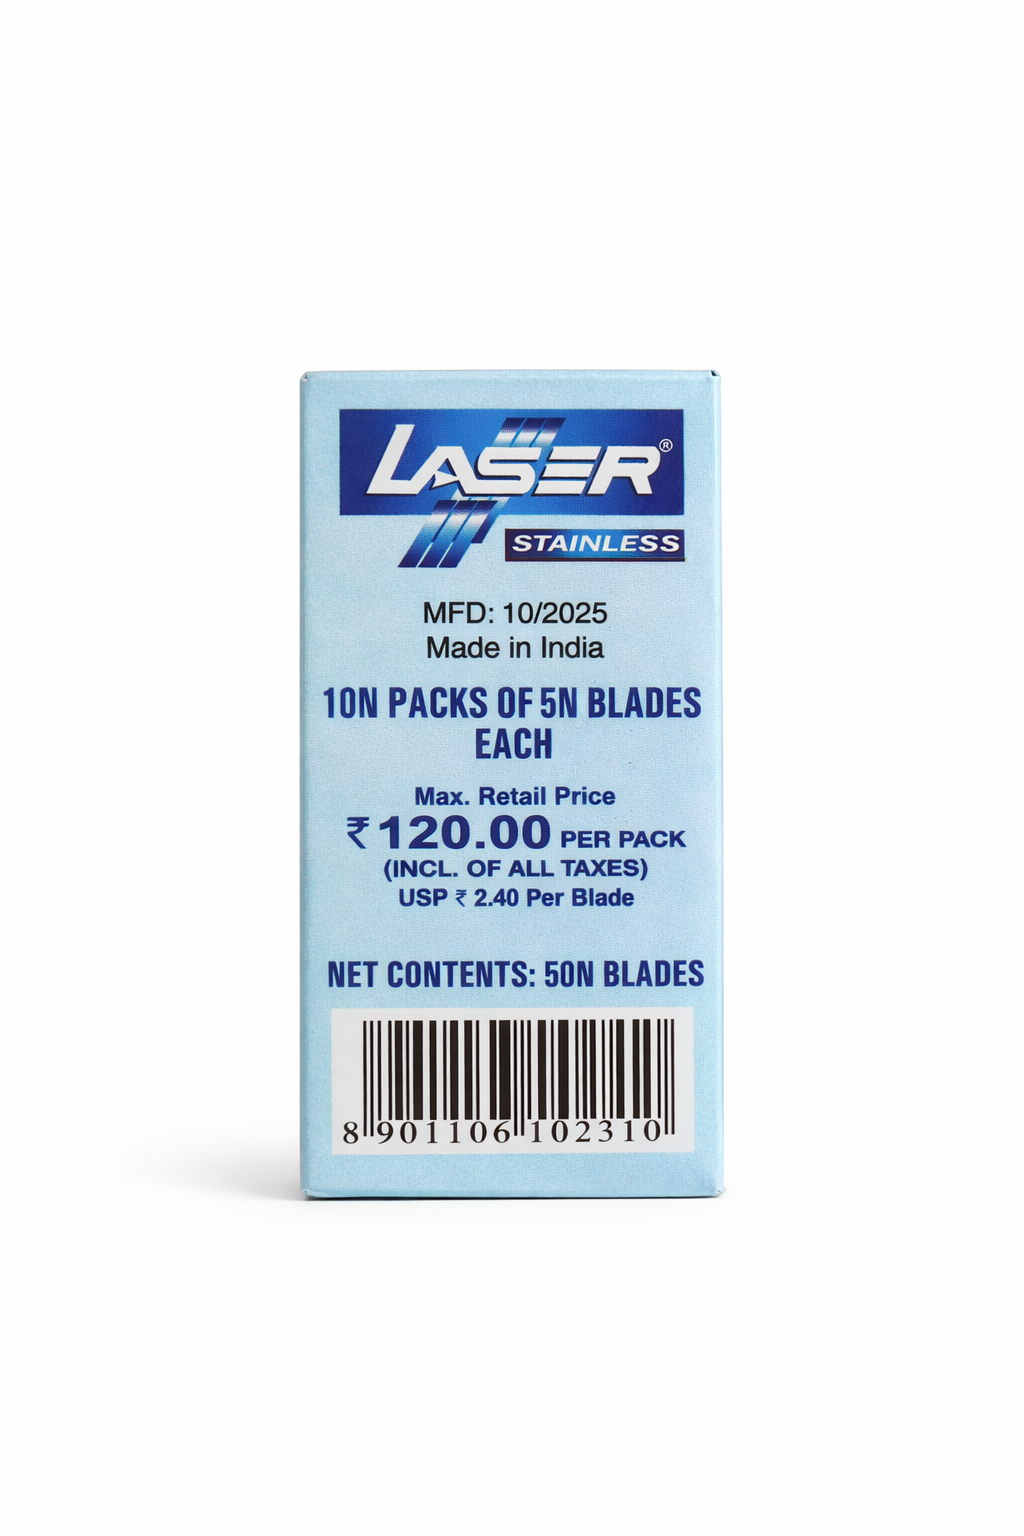 LASER®
STAINLESS
MFD: 10/2025
Made in India
10N PACKS OF 5N BLADES
EACH
Max. Retail Price
₹ 120.00 PER PACK
(INCL. OF ALL TAXES)
USP ₹ 2.40 Per Blade
NET CONTENTS: 50N BLADES
8 901106 102310